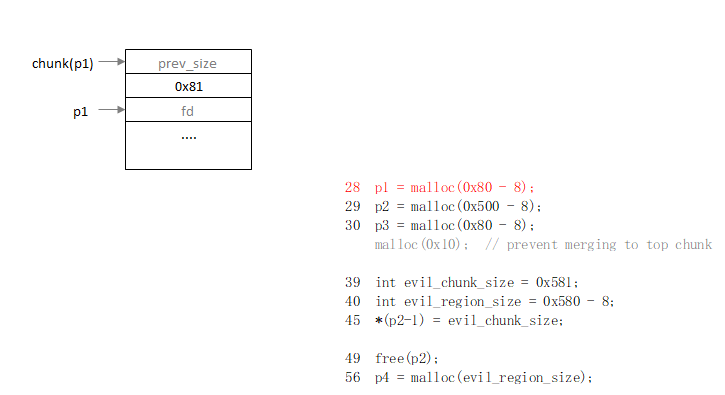 chunk(p1)
prev_size
0x81
p1
fd
....
28 p1 = malloc(0x80 - 8);
29 p2 = malloc(0x500 - 8);
30 p3 = malloc(0x80 - 8);
malloc(0x10); // prevent merging to top chunk
39 int evil_chunk_size = 0x581;
40 int evil_region_size = 0x580 - 8;
45 *(p2-1) = evil_chunk_size;
49 free(p2);
56 p4 = malloc(evil_region_size);